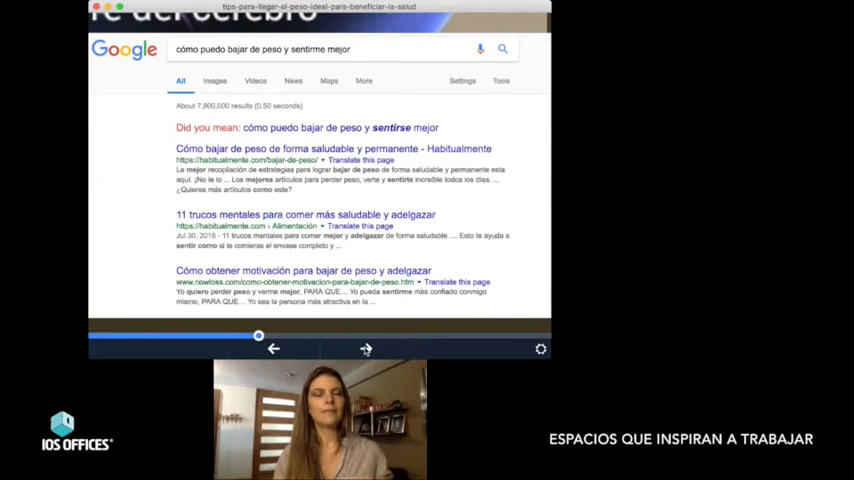 tips-para-llegar-al-peso-ideal-para-beneficiar-la-salud
Google
cómo puedo bajar de peso y sentirme mejor
All Images Videos News Maps More Settings Tools
About 7,800,000 results (0.50 seconds)
Did you mean: cómo puedo bajar de peso y sentirse mejor
Cómo bajar de peso de forma saludable y permanente - Habitualmente
https://habitualmente.com/bajar-de-peso/ ▾ Translate this page
La mejor recopilación de estrategias para lograr bajar de peso de forma saludable y permanente esta
aquí. ¡No te lo ... Los mejores artículos para perder peso, verte y sentirte increíble todos los días. ...
¿Quieres más artículos como este?
11 trucos mentales para comer más saludable y adelgazar
https://habitualmente.com › Alimentación ▾ Translate this page
Jul 30, 2016 - 11 trucos mentales para comer mejor y adelgazar de forma saludable .... Esto te ayuda a
sentir como si te comieras el envase completo y ...
Cómo obtener motivación para bajar de peso y adelgazar
www.nowloss.com/como-obtener-motivacion-para-bajar-de-peso.htm ▾ Translate this page
Yo quiero perder peso y verme mejor, PARA QUE... Yo pueda sentirme más confiado conmigo
mismo, PARA QUE... Yo sea la persona más atractiva en la ...
IOS OFFICES
ESPACIOS QUE INSPIRAN A TRABAJAR